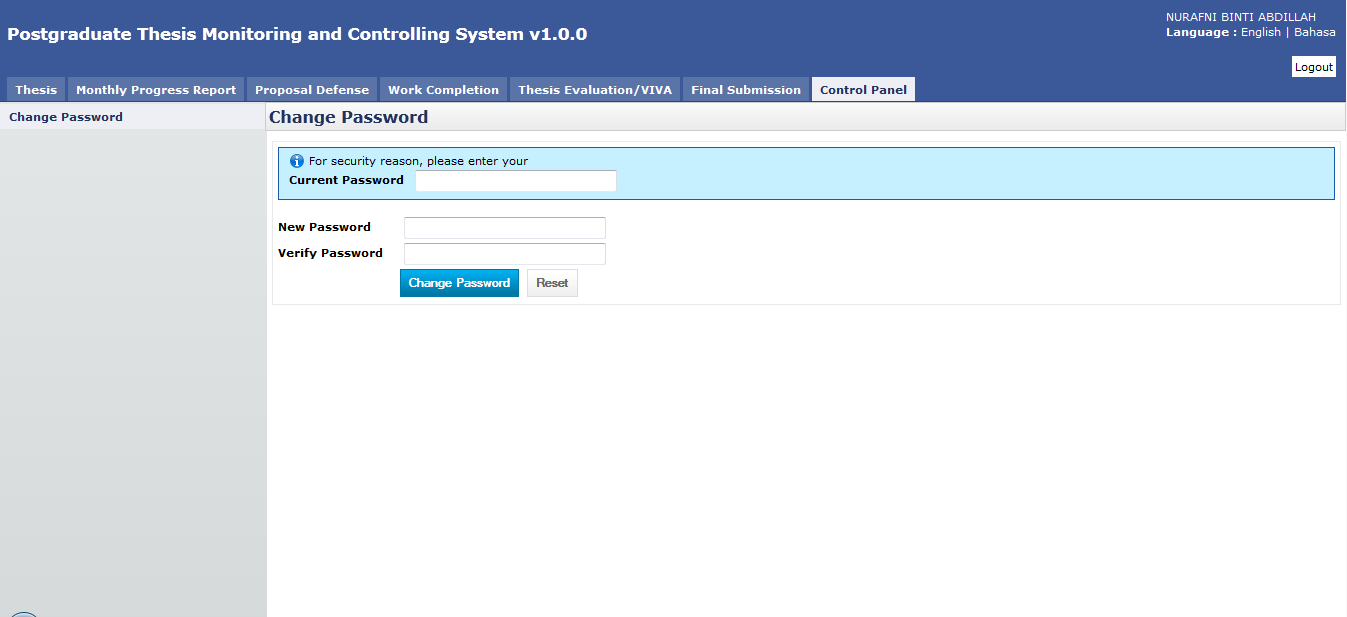 Postgraduate Thesis Monitoring and Controlling System v1.0.0
NURAFNI BINTI ABDILLAH
Language : English | Bahasa
Logout
Thesis Monthly Progress Report Proposal Defense Work Completion Thesis Evaluation/VIVA Final Submission Control Panel
Change Password
Change Password
For security reason, please enter your
Current Password
New Password
Verify Password
Change Password Reset